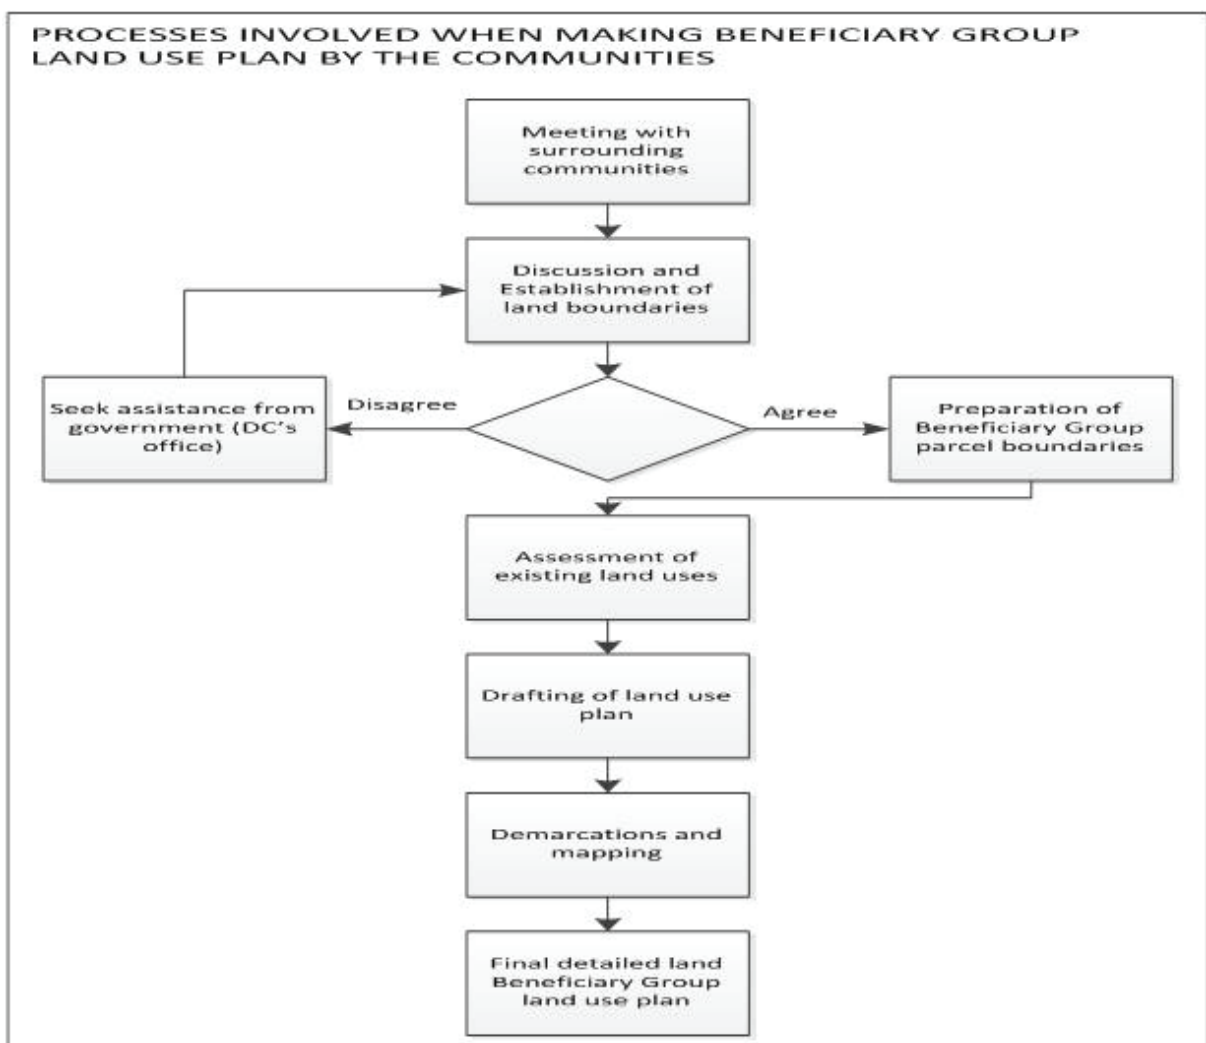 PROCESSES INVOLVED WHEN MAKING BENEFICIARY GROUP
LAND USE PLAN BY THE COMMUNITIES
Meeting with
surrounding
communities
Discussion and
Establishment of
land boundaries
Disagree
Agree
Seek assistance from
government (DC's
office)
Preparation of
Beneficiary Group
parcel boundaries
Assessment of
existing land uses
Drafting of land use
plan
Demarcations and
mapping
Final detailed land
Beneficiary Group
land use plan